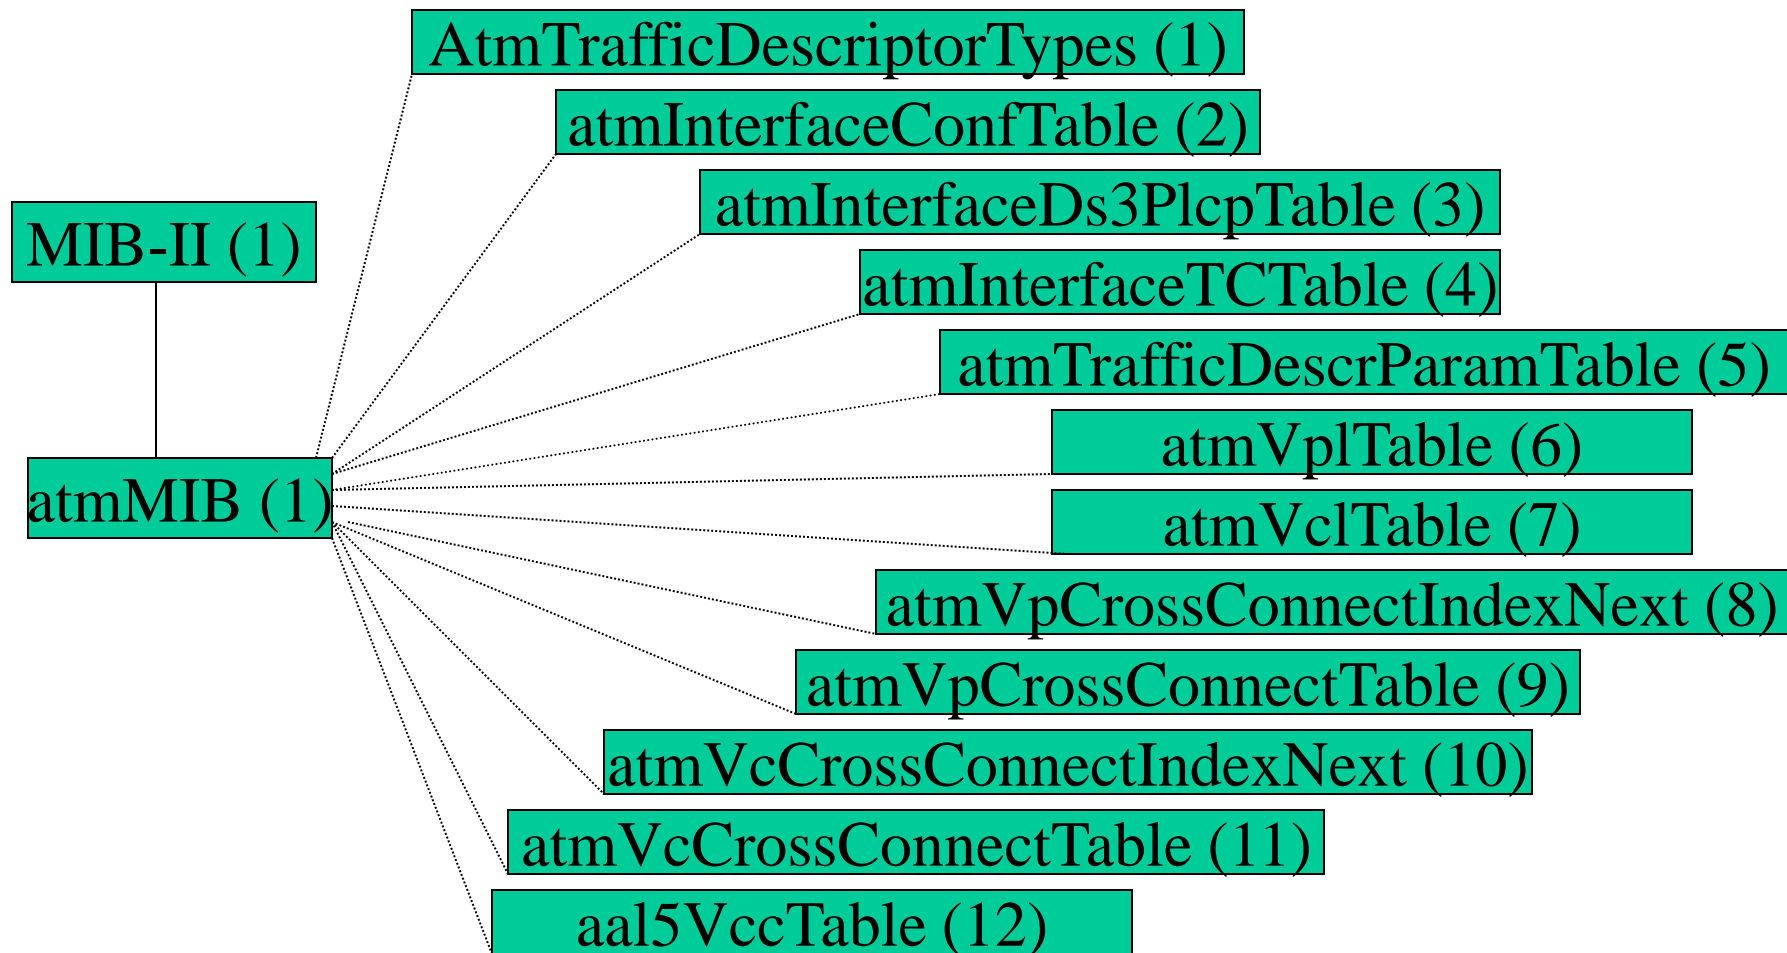 AtmTrafficDescriptorTypes (1)
atmInterfaceConfTable (2)
atmInterfaceDs3PlcpTable (3)
MIB-II (1)
atmInterfaceTCTable (4)
atmTrafficDescrParamTable (5)
atmVplTable (6)
atmMIB (1)
atmVclTable (7)
atmVpCrossConnectIndexNext (8)
atmVpCrossConnectTable (9)
atmVcCrossConnectIndexNext (10)
atmVcCrossConnectTable (11)
aal5VccTable (12)